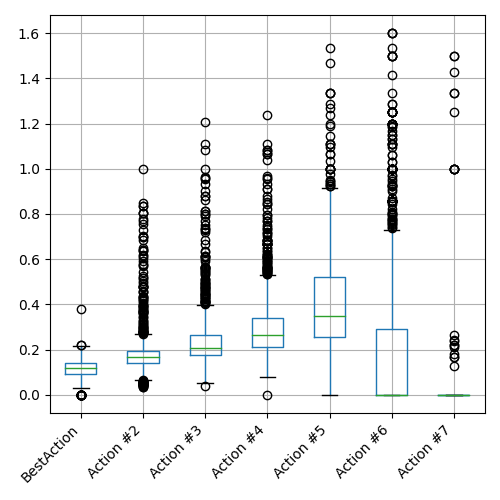 1.6
1.4
1.2
1.0
0.8
0.6
0.4
0.2
0.0
BestAction
Action #2
Action #3
Action #4
Action #5
Action #6
Action #7